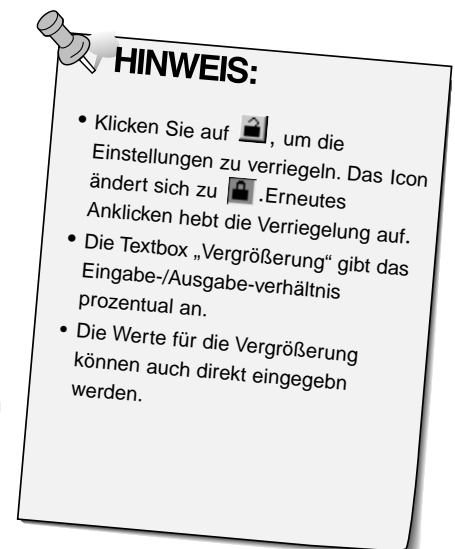 HINWEIS:
• Klicken Sie auf , um die
Einstellungen zu verriegeln. Das Icon
ändert sich zu .Erneutes
Anklicken hebt die Verriegelung auf.
• Die Textbox „Vergrößerung“ gibt das
Eingabe-/Ausgabe-verhältnis
prozentual an.
• Die Werte für die Vergrößerung
können auch direkt eingegebn
werden.